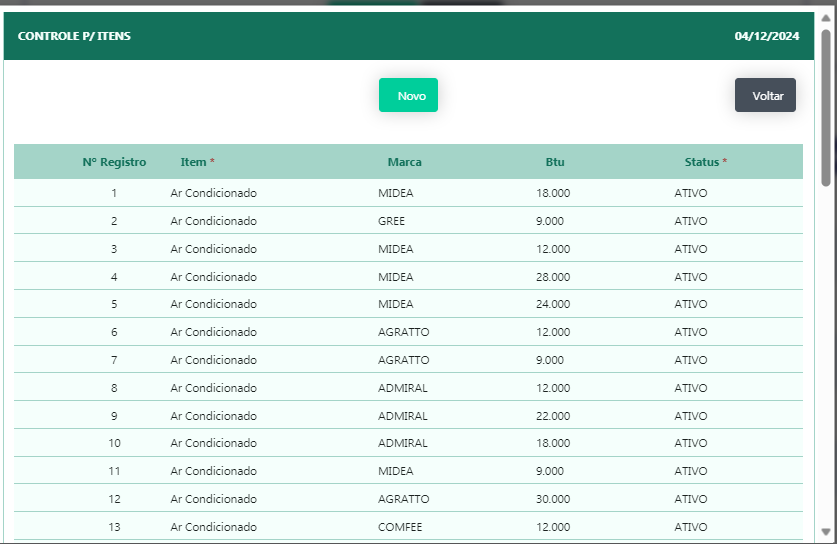 CONTROLE P/ ITENS 04/12/2024
Novo Voltar
Nº Registro Item * Marca Btu Status *
1 Ar Condicionado MIDEA 18.000 ATIVO
2 Ar Condicionado GREE 9.000 ATIVO
3 Ar Condicionado MIDEA 12.000 ATIVO
4 Ar Condicionado MIDEA 28.000 ATIVO
5 Ar Condicionado MIDEA 24.000 ATIVO
6 Ar Condicionado AGRATTO 12.000 ATIVO
7 Ar Condicionado AGRATTO 9.000 ATIVO
8 Ar Condicionado ADMIRAL 12.000 ATIVO
9 Ar Condicionado ADMIRAL 22.000 ATIVO
10 Ar Condicionado ADMIRAL 18.000 ATIVO
11 Ar Condicionado MIDEA 9.000 ATIVO
12 Ar Condicionado AGRATTO 30.000 ATIVO
13 Ar Condicionado COMFEE 12.000 ATIVO